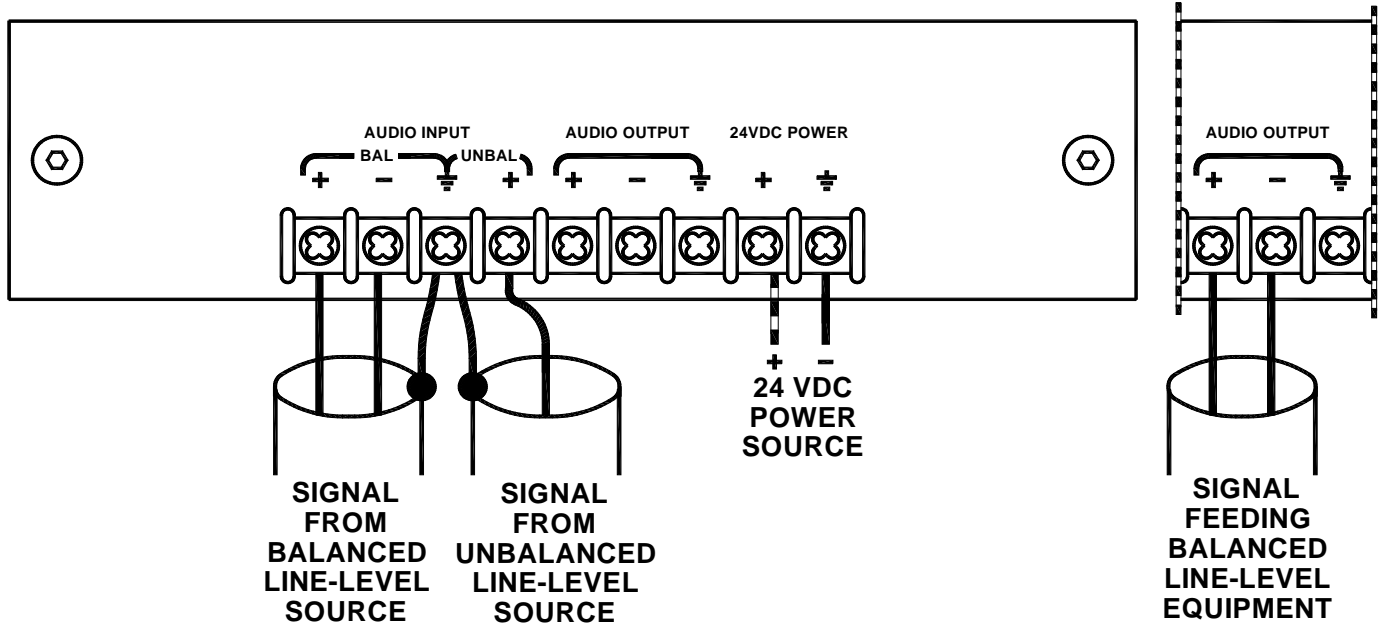 AUDIO INPUT
BAL UNBAL
+ − ⏚ +
AUDIO OUTPUT
+ − ⏚
24VDC POWER
+ ⏚
+ −
24 VDC
POWER
SOURCE
SIGNAL
FROM
BALANCED
LINE-LEVEL
SOURCE
SIGNAL
FROM
UNBALANCED
LINE-LEVEL
SOURCE
AUDIO OUTPUT
+ − ⏚
SIGNAL
FEEDING
BALANCED
LINE-LEVEL
EQUIPMENT